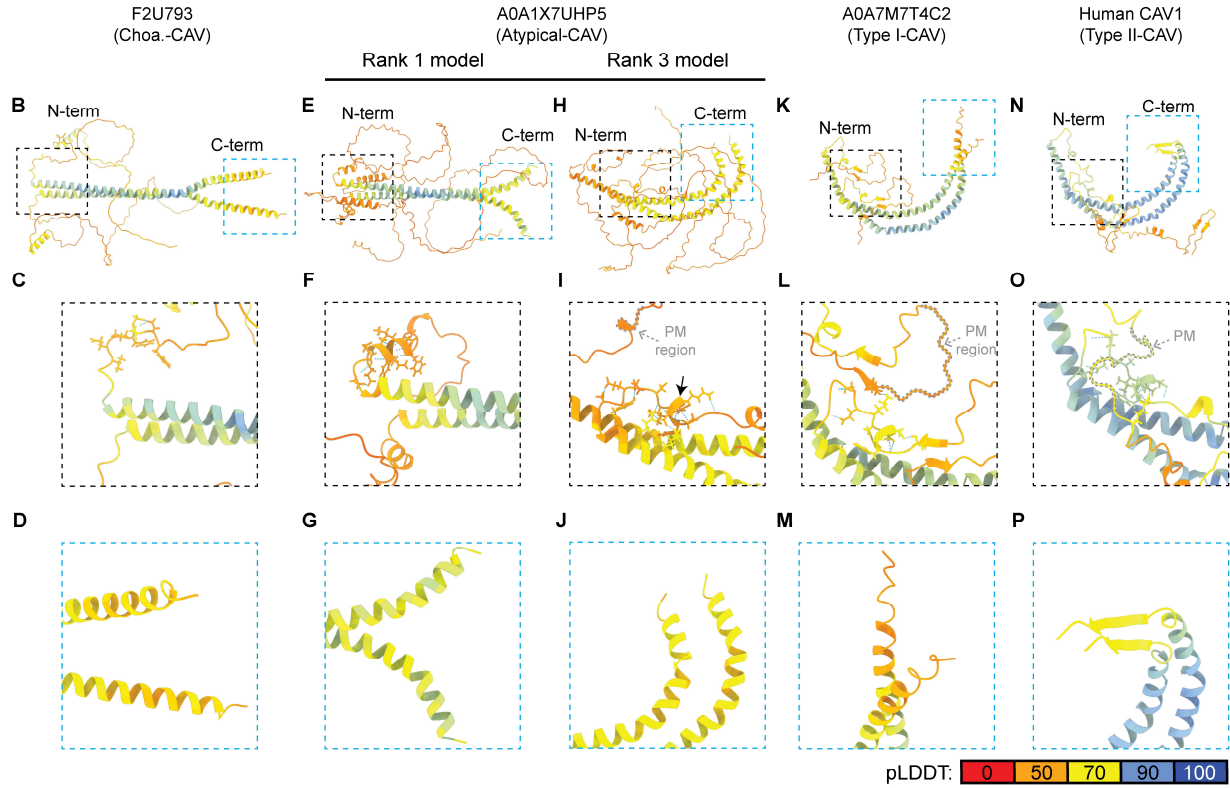 F2U793
(Choa.-CAV)
A0A1X7UHP5
(Atypical-CAV)
A0A7M7T4C2
(Type I-CAV)
Human CAV1
(Type II-CAV)
Rank 1 model
Rank 3 model
B
N-term
C-term
E
N-term
C-term
H
N-term
C-term
K
N-term
N
N-term
C-term
C
F
I
PM
region
L
PM
region
O
PM
D
G
J
M
P
pLDDT: 0 50 70 90 100